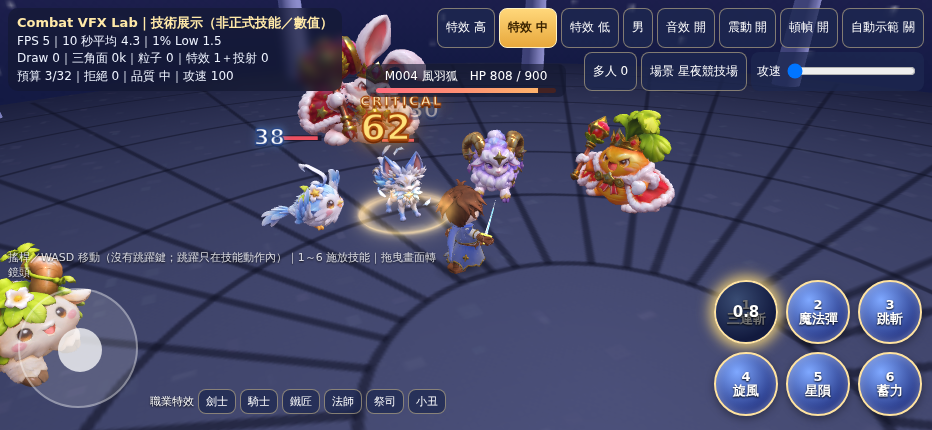 Combat VFX Lab｜技術展示（非正式技能／數值）
FPS 5｜10 秒平均 4.3｜1% Low 1.5
Draw 0｜三角面 0k｜粒子 0｜特效 1＋投射 0
預算 3/32｜拒絕 0｜品質 中｜攻速 100
特效 高
特效 中
特效 低
男
音效 開
震動 開
頓幀 開
自動示範 關
多人 0
場景 星夜競技場
攻速
M004 風羽狐 HP 808 / 900
CRITICAL
30
62
38
搖桿／WASD 移動（沒有跳躍鍵；跳躍只在技能動作內）｜1～6 施放技能｜拖曳畫面轉
鏡頭
1
0.8
三連斬
2
魔法彈
3
跳斬
4
旋風
5
星隕
6
蓄力
職業特效
劍士
騎士
鐵匠
法師
祭司
小丑